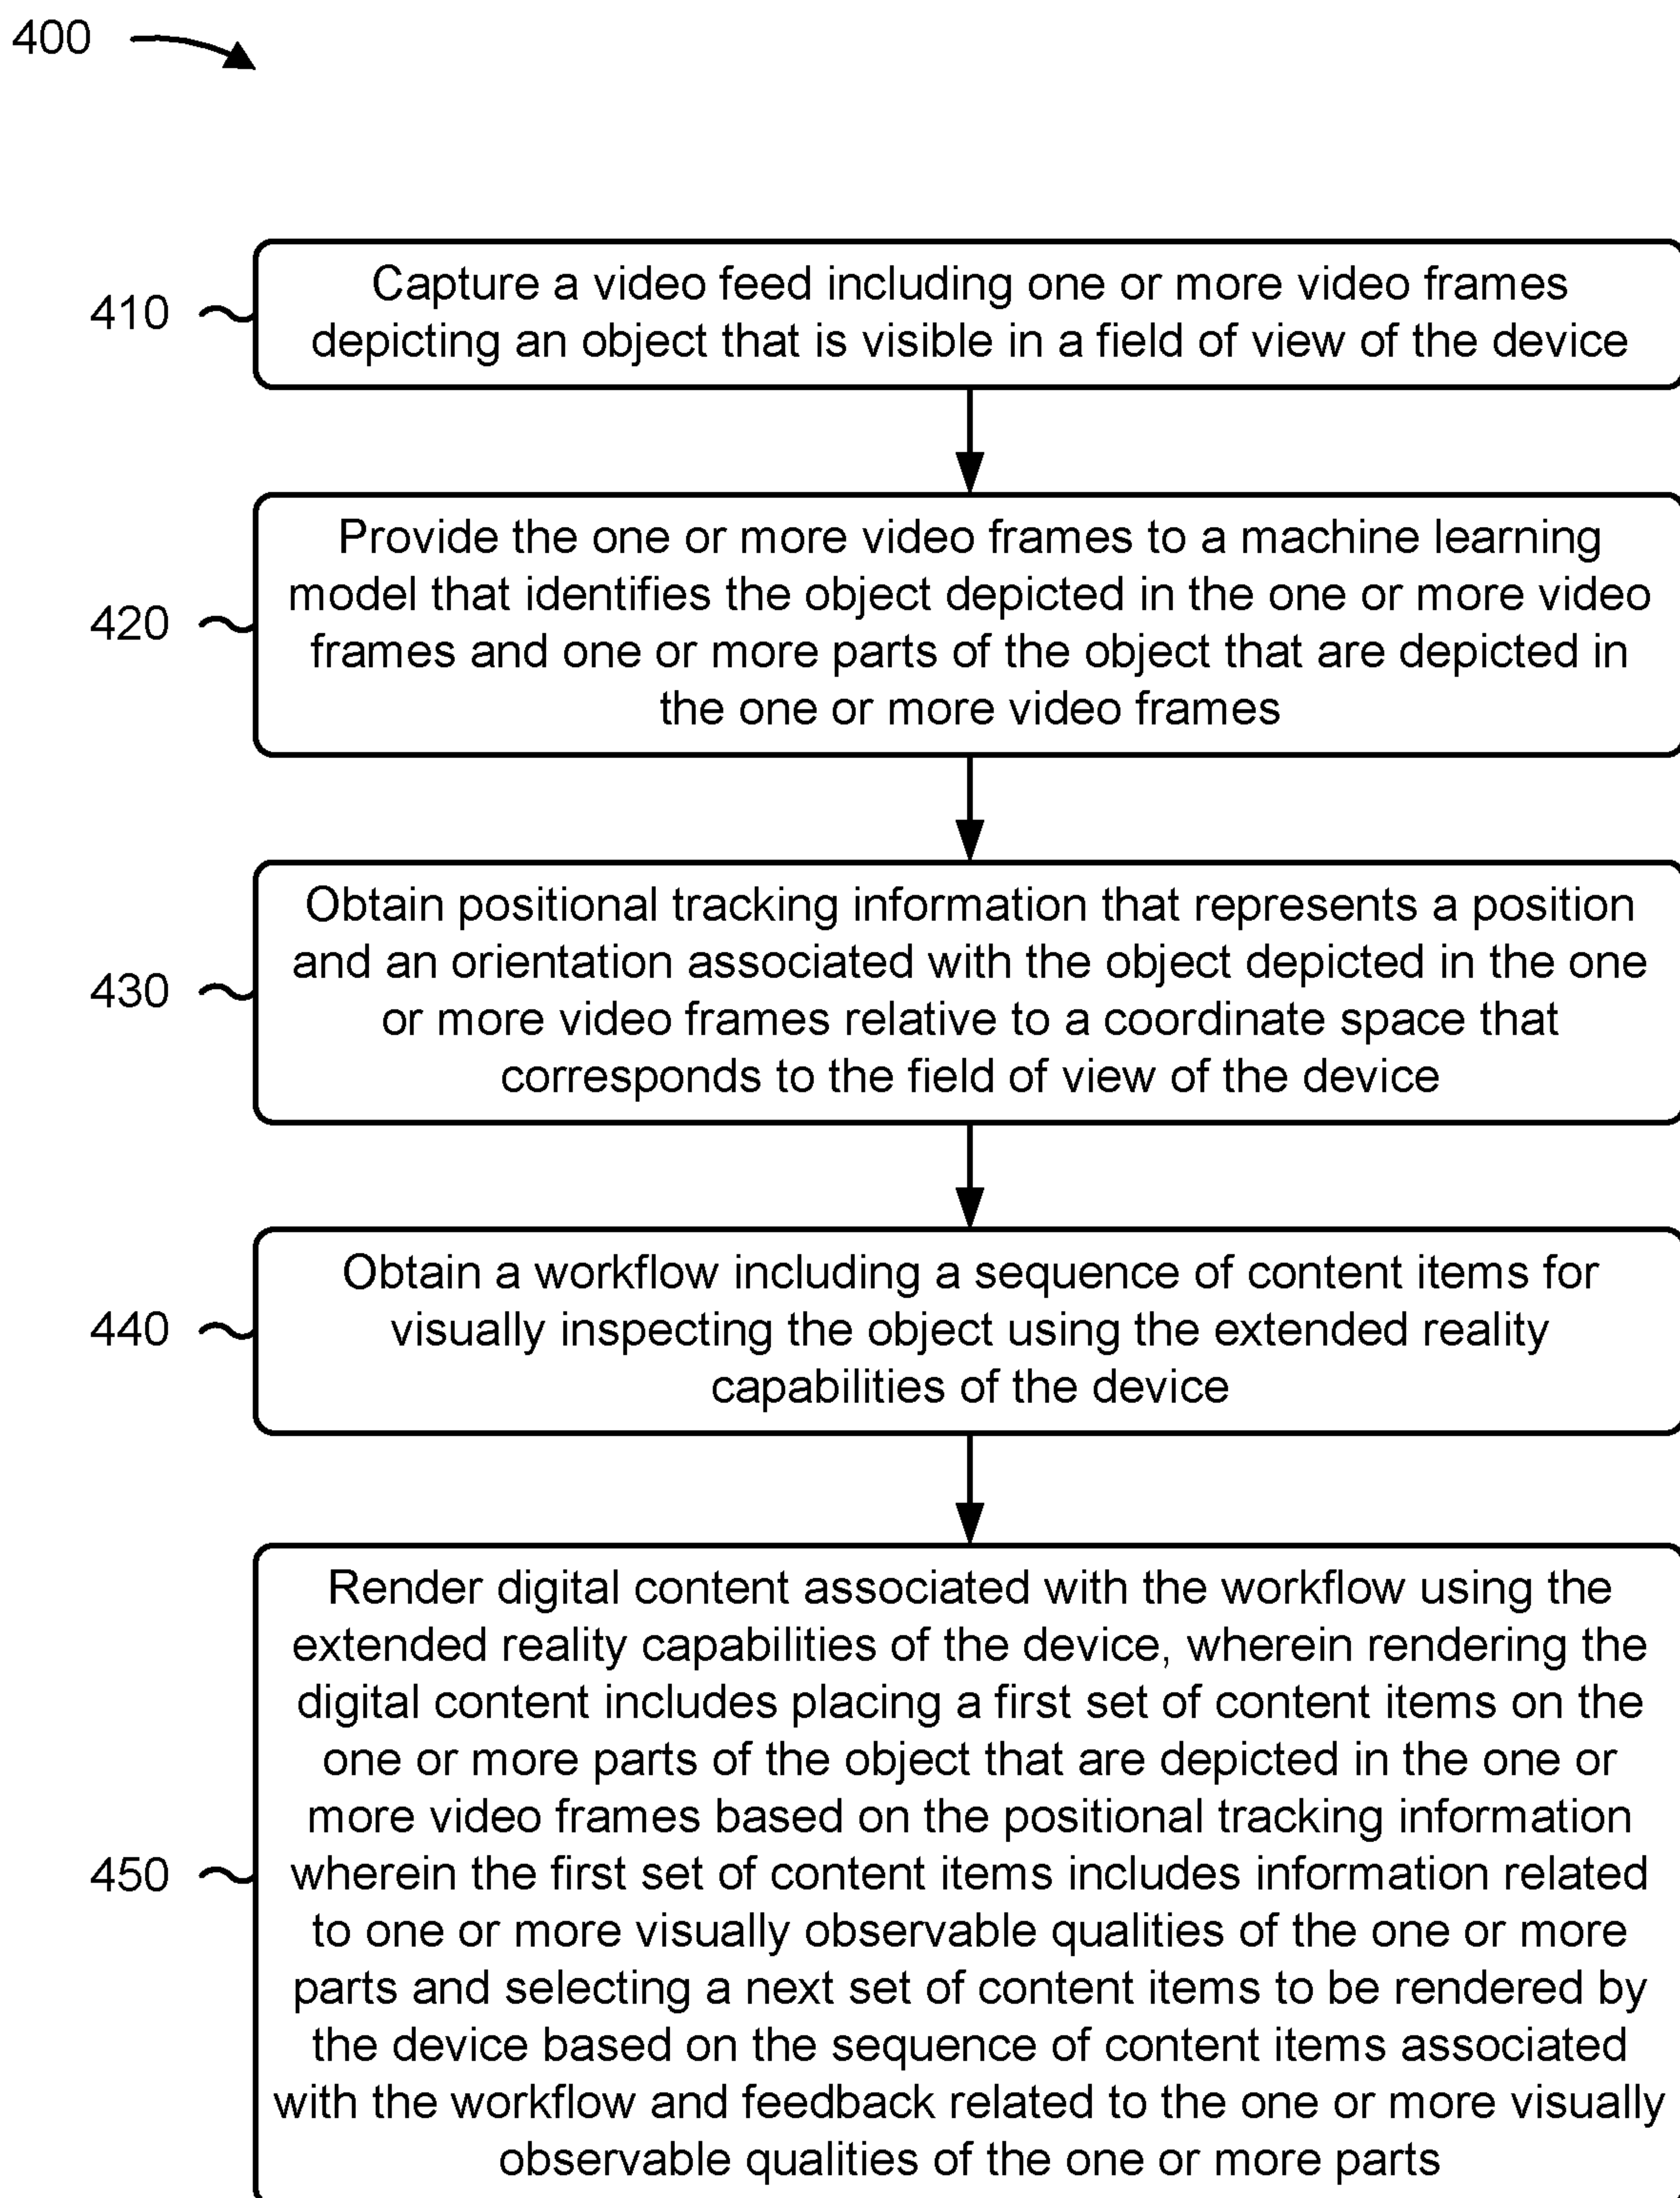 400
410
Capture a video feed including one or more video frames
depicting an object that is visible in a field of view of the device
420
Provide the one or more video frames to a machine learning
model that identifies the object depicted in the one or more video
frames and one or more parts of the object that are depicted in
the one or more video frames
430
Obtain positional tracking information that represents a position
and an orientation associated with the object depicted in the one
or more video frames relative to a coordinate space that
corresponds to the field of view of the device
440
Obtain a workflow including a sequence of content items for
visually inspecting the object using the extended reality
capabilities of the device
450
Render digital content associated with the workflow using the
extended reality capabilities of the device, wherein rendering the
digital content includes placing a first set of content items on the
one or more parts of the object that are depicted in the one or
more video frames based on the positional tracking information
wherein the first set of content items includes information related
to one or more visually observable qualities of the one or more
parts and selecting a next set of content items to be rendered by
the device based on the sequence of content items associated
with the workflow and feedback related to the one or more visually
observable qualities of the one or more parts